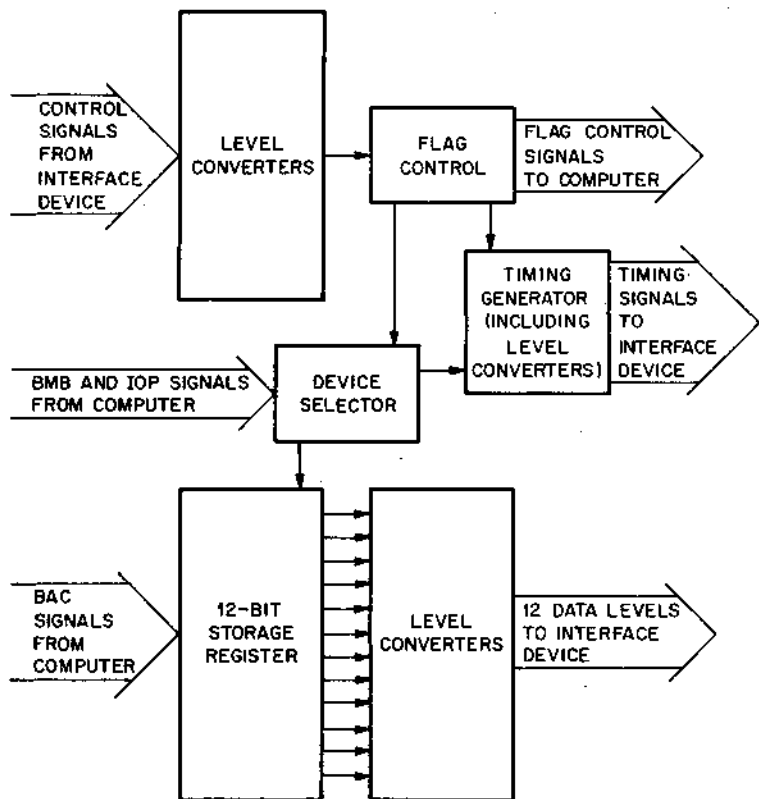 CONTROL
SIGNALS
FROM
INTERFACE
DEVICE
LEVEL
CONVERTERS
FLAG
CONTROL
FLAG CONTROL
SIGNALS
TO COMPUTER
TIMING
GENERATOR
(INCLUDING
LEVEL
CONVERTERS)
TIMING
SIGNALS
TO
INTERFACE
DEVICE
BMB AND IOP SIGNALS
FROM COMPUTER
DEVICE
SELECTOR
BAC
SIGNALS
FROM
COMPUTER
12-BIT
STORAGE
REGISTER
LEVEL
CONVERTERS
12 DATA LEVELS
TO INTERFACE
DEVICE